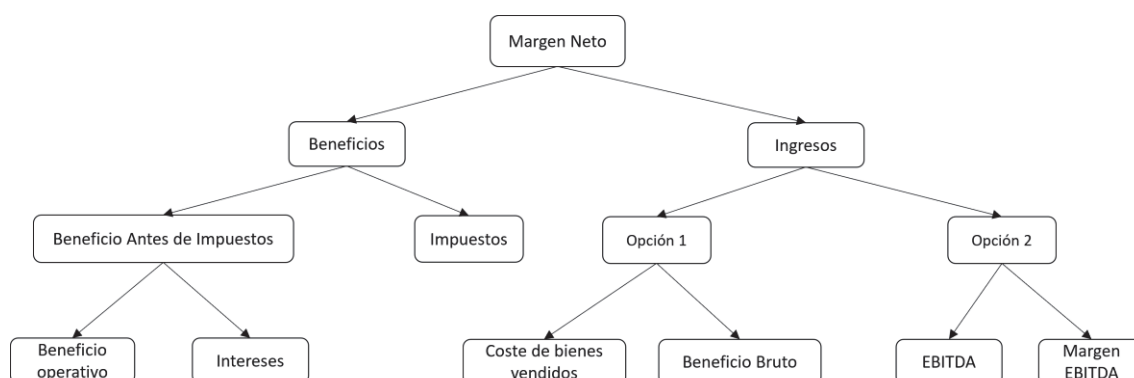 Margen Neto
Beneficios
Ingresos
Beneficio Antes de Impuestos
Impuestos
Opción 1
Opción 2
Beneficio
operativo
Intereses
Coste de bienes
vendidos
Beneficio Bruto
EBITDA
Margen
EBITDA